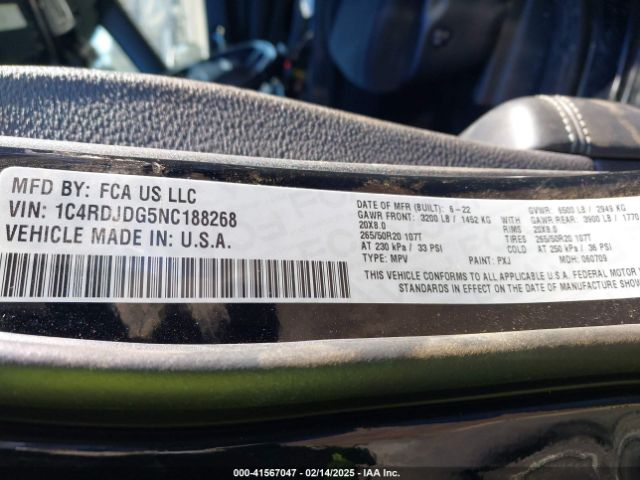 MFD BY: FCA US LLC
VIN: 1C4RDJDG5NC188268
VEHICLE MADE IN: U.S.A.
DATE OF MFR (BUILT): 6-22 GVWR: 6500 LB / 2949 KG
GAWR FRONT: 3200 LB / 1452 KG GAWR REAR: 3900 LB / 1770
20X8.0 RIMS 20X8.0
265/50R20 107T TIRES 265/50R20 107T
AT 230 kPa / 33 PSI COLD AT 250 kPa / 36 PSI
TYPE: MPV PAINT: PXJ MDH: 060709
THIS VEHICLE CONFORMS TO ALL APPLICABLE U.S.A. FEDERAL MOTOR
STANDARDS IN EFFECT ON THE DATE OF MANUFACTURE SHOW
000-41567047 - 02/14/2025 - IAAI.com